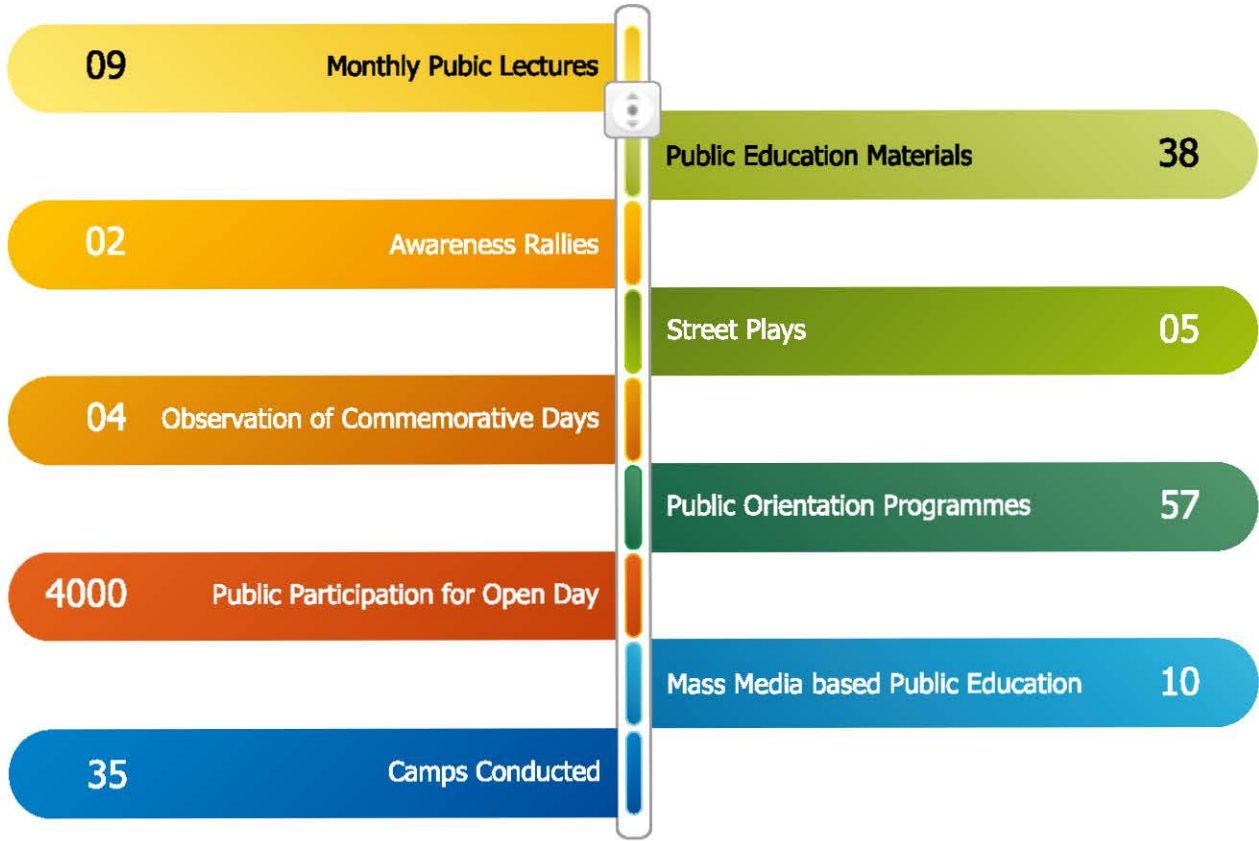 09 Monthly Pubic Lectures
Public Education Materials 38
02 Awareness Rallies
Street Plays 05
04 Observation of Commemorative Days
Public Orientation Programmes 57
4000 Public Participation for Open Day
Mass Media based Public Education 10
35 Camps Conducted